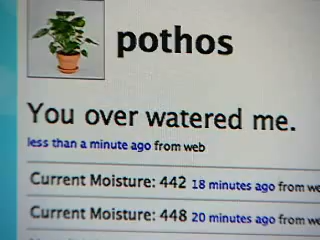 pothos
You over watered me.
less than a minute ago from web
Current Moisture: 442 18 minutes ago from we
Current Moisture: 448 20 minutes ago from we